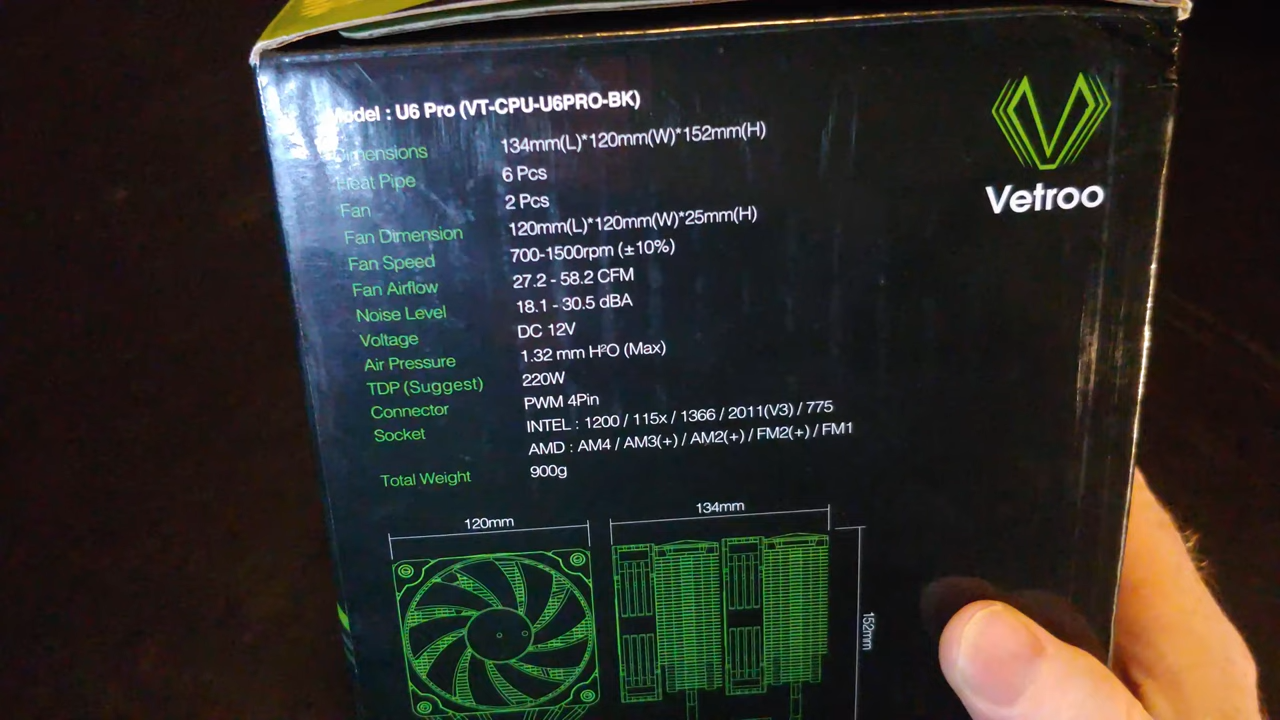 Model : U6 Pro (VT-CPU-U6PRO-BK)
Vetroo
Dimensions 134mm(L)*120mm(W)*152mm(H)
Heat Pipe 6 Pcs
Fan 2 Pcs
Fan Dimension 120mm(L)*120mm(W)*25mm(H)
Fan Speed 700-1500rpm (±10%)
Fan Airflow 27.2 - 58.2 CFM
Noise Level 18.1 - 30.5 dBA
Voltage DC 12V
Air Pressure 1.32 mm H²O (Max)
TDP (Suggest) 220W
Connector PWM 4Pin
Socket INTEL : 1200 / 115x / 1366 / 2011(V3) / 775
AMD : AM4 / AM3(+) / AM2(+) / FM2(+) / FM1
Total Weight 900g
120mm
134mm
152mm